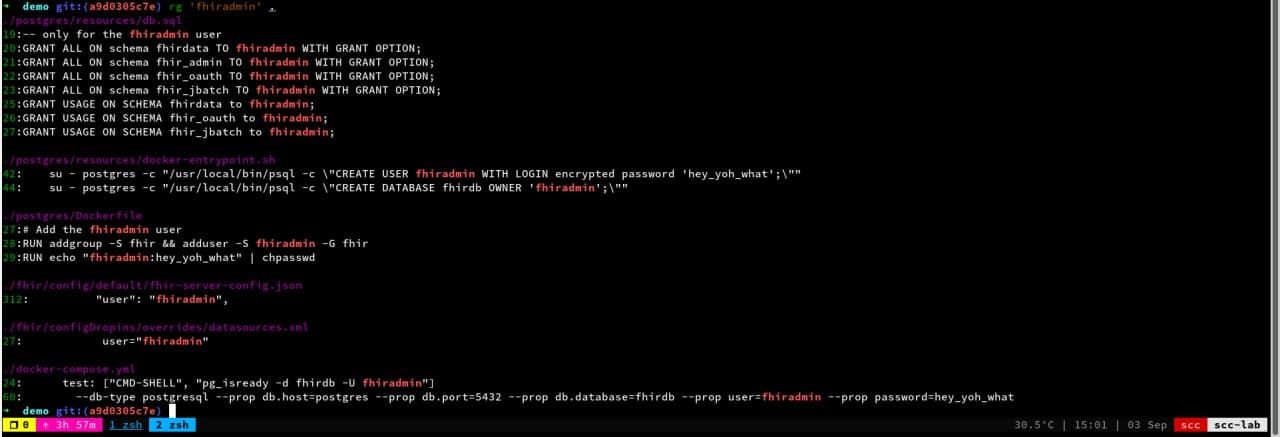 ➜  demo git:(a9d0305c7e) rg 'fhiradmin' .
./postgres/resources/db.sql
19:-- only for the fhiradmin user
20:GRANT ALL ON schema fhirdata TO fhiradmin WITH GRANT OPTION;
21:GRANT ALL ON schema fhir_admin TO fhiradmin WITH GRANT OPTION;
22:GRANT ALL ON schema fhir_oauth TO fhiradmin WITH GRANT OPTION;
23:GRANT ALL ON schema fhir_jbatch TO fhiradmin WITH GRANT OPTION;
25:GRANT USAGE ON SCHEMA fhirdata to fhiradmin;
26:GRANT USAGE ON SCHEMA fhir_oauth to fhiradmin;
27:GRANT USAGE ON SCHEMA fhir_jbatch to fhiradmin;
./postgres/resources/docker-entrypoint.sh
42:    su - postgres -c "/usr/local/bin/psql -c \"CREATE USER fhiradmin WITH LOGIN encrypted password 'hey_yoh_what';\""
44:    su - postgres -c "/usr/local/bin/psql -c \"CREATE DATABASE fhirdb OWNER 'fhiradmin';\""
./postgres/Dockerfile
27:# Add the fhiradmin user
28:RUN addgroup -S fhir && adduser -S fhiradmin -G fhir
29:RUN echo "fhiradmin:hey_yoh_what" | chpasswd
./fhir/config/default/fhir-server-config.json
312:          "user": "fhiradmin",
./fhir/configDropins/overrides/datasources.xml
27:            user="fhiradmin"
./docker-compose.yml
24:      test: ["CMD-SHELL", "pg_isready -d fhirdb -U fhiradmin"]
60:        --db-type postgresql --prop db.host=postgres --prop db.port=5432 --prop db.database=fhirdb --prop user=fhiradmin --prop password=hey_yoh_what
➜  demo git:(a9d0305c7e)
❐ 0  ↑ 3h 57m  1 zsh  2 zsh  30.5°C | 15:01 | 03 Sep  scc  scc-lab